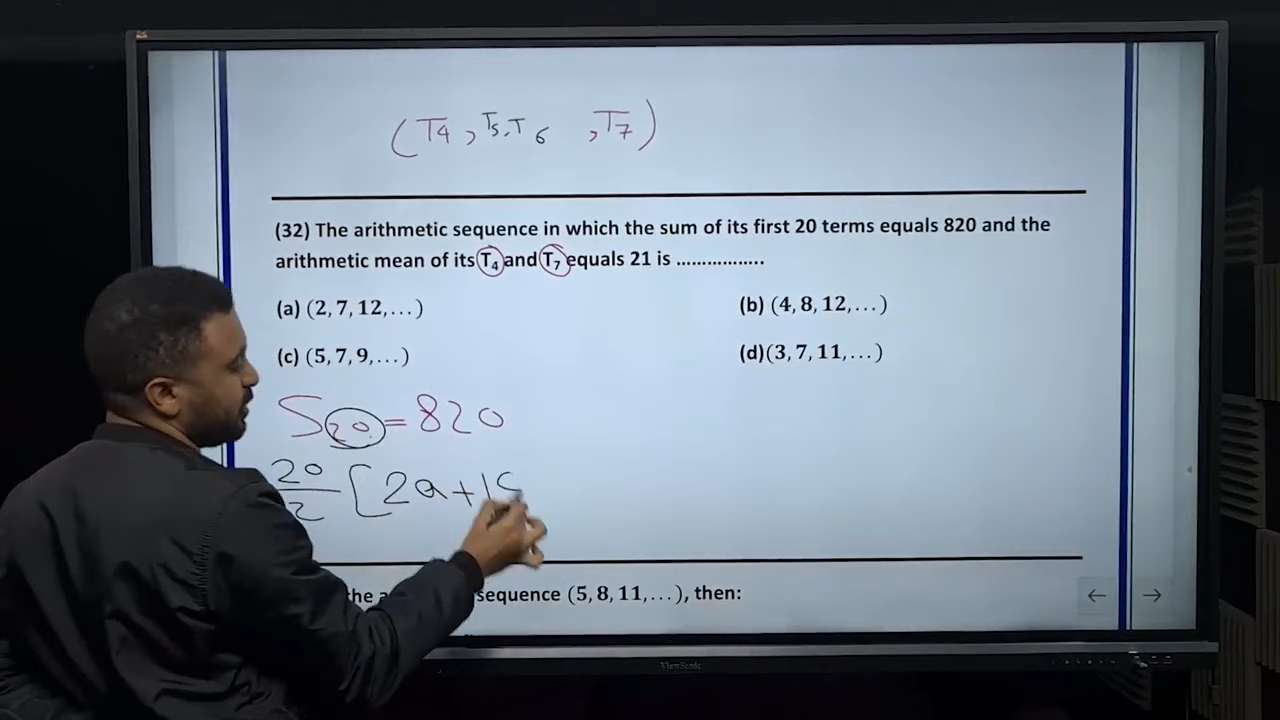 (T4, T5, T6, T7)
(32) The arithmetic sequence in which the sum of its first 20 terms equals 820 and the
arithmetic mean of its T₄ and T₇ equals 21 is ................
(a) (2, 7, 12, ...)
(b) (4, 8, 12, ...)
(c) (5, 7, 9, ...)
(d)(3, 7, 11, ...)
S20 = 820
20/2 [2a+19
sequence (5, 8, 11, ...), then:
ViewSonic